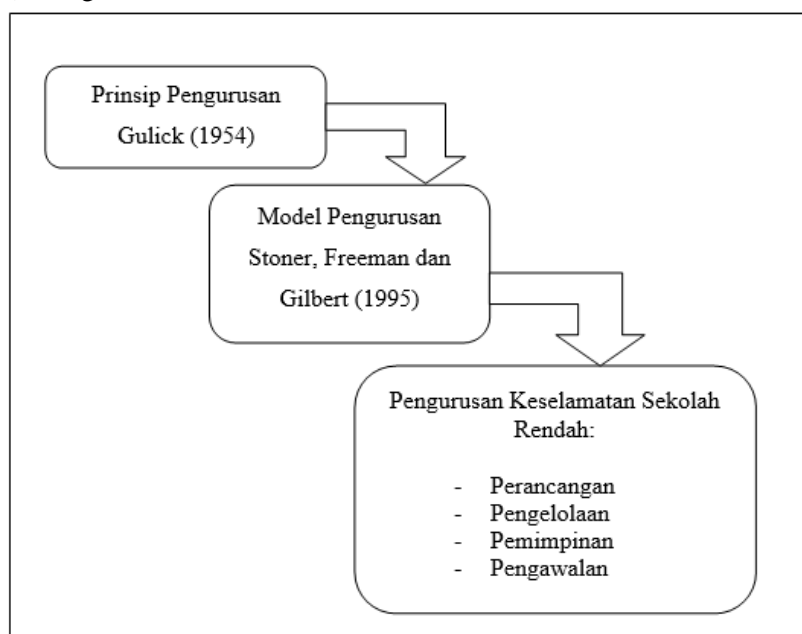 Prinsip Pengurusan
Gulick (1954)
Model Pengurusan
Stoner, Freeman dan
Gilbert (1995)
Pengurusan Keselamatan Sekolah
Rendah:
- Perancangan
- Pengelolaan
- Pemimpinan
- Pengawalan